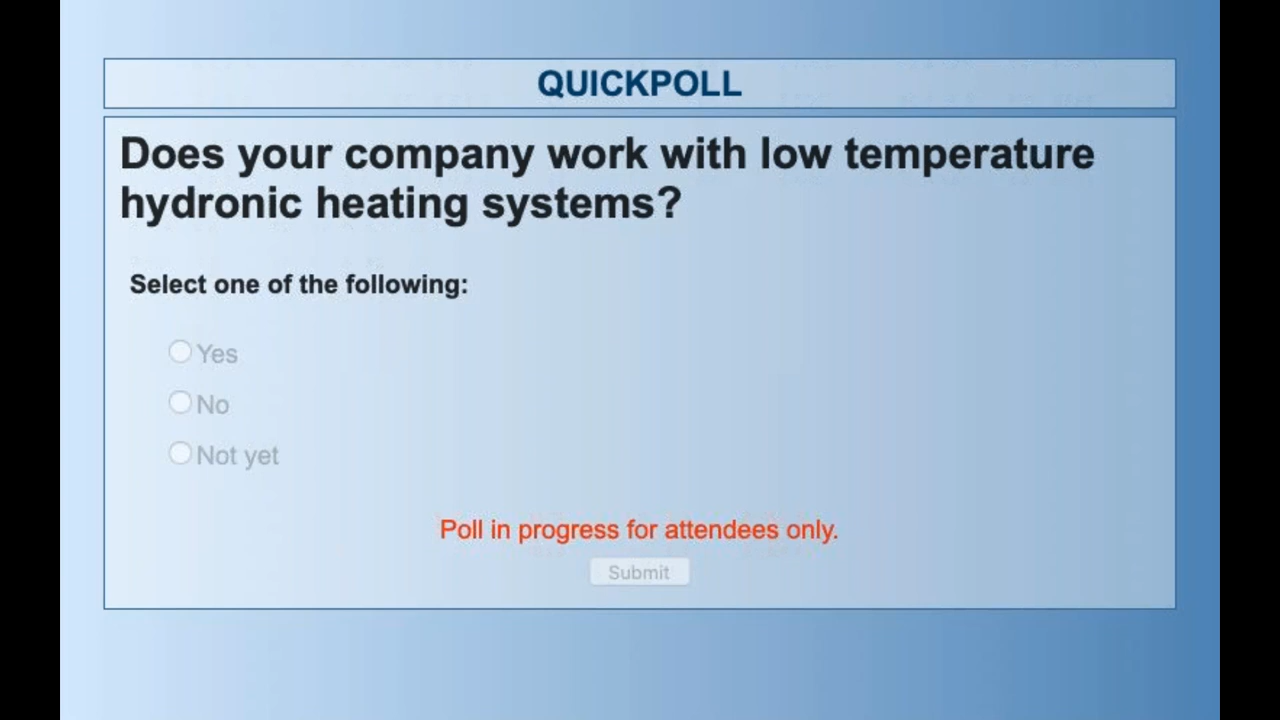 QUICKPOLL
Does your company work with low temperature
hydronic heating systems?
Select one of the following:
Yes
No
Not yet
Poll in progress for attendees only.
Submit